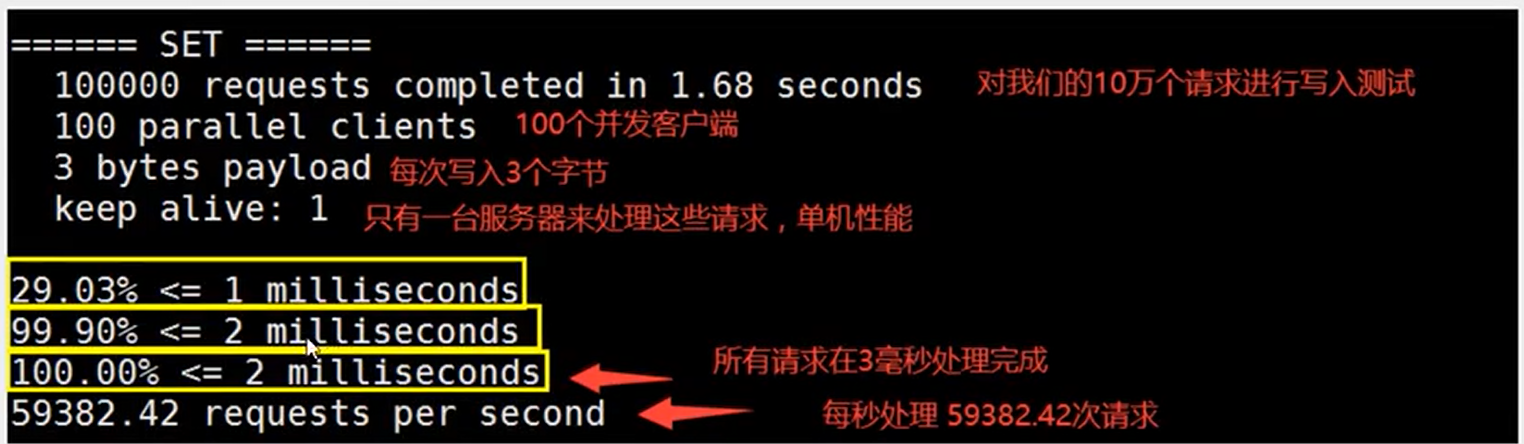 ====== SET ======
100000 requests completed in 1.68 seconds 对我们的10万个请求进行写入测试
100 parallel clients 100个并发客户端
3 bytes payload 每次写入3个字节
keep alive: 1 只有一台服务器来处理这些请求，单机性能
29.03% <= 1 milliseconds
99.90% <= 2 milliseconds
100.00% <= 2 milliseconds 所有请求在3毫秒处理完成
59382.42 requests per second 每秒处理 59382.42次请求